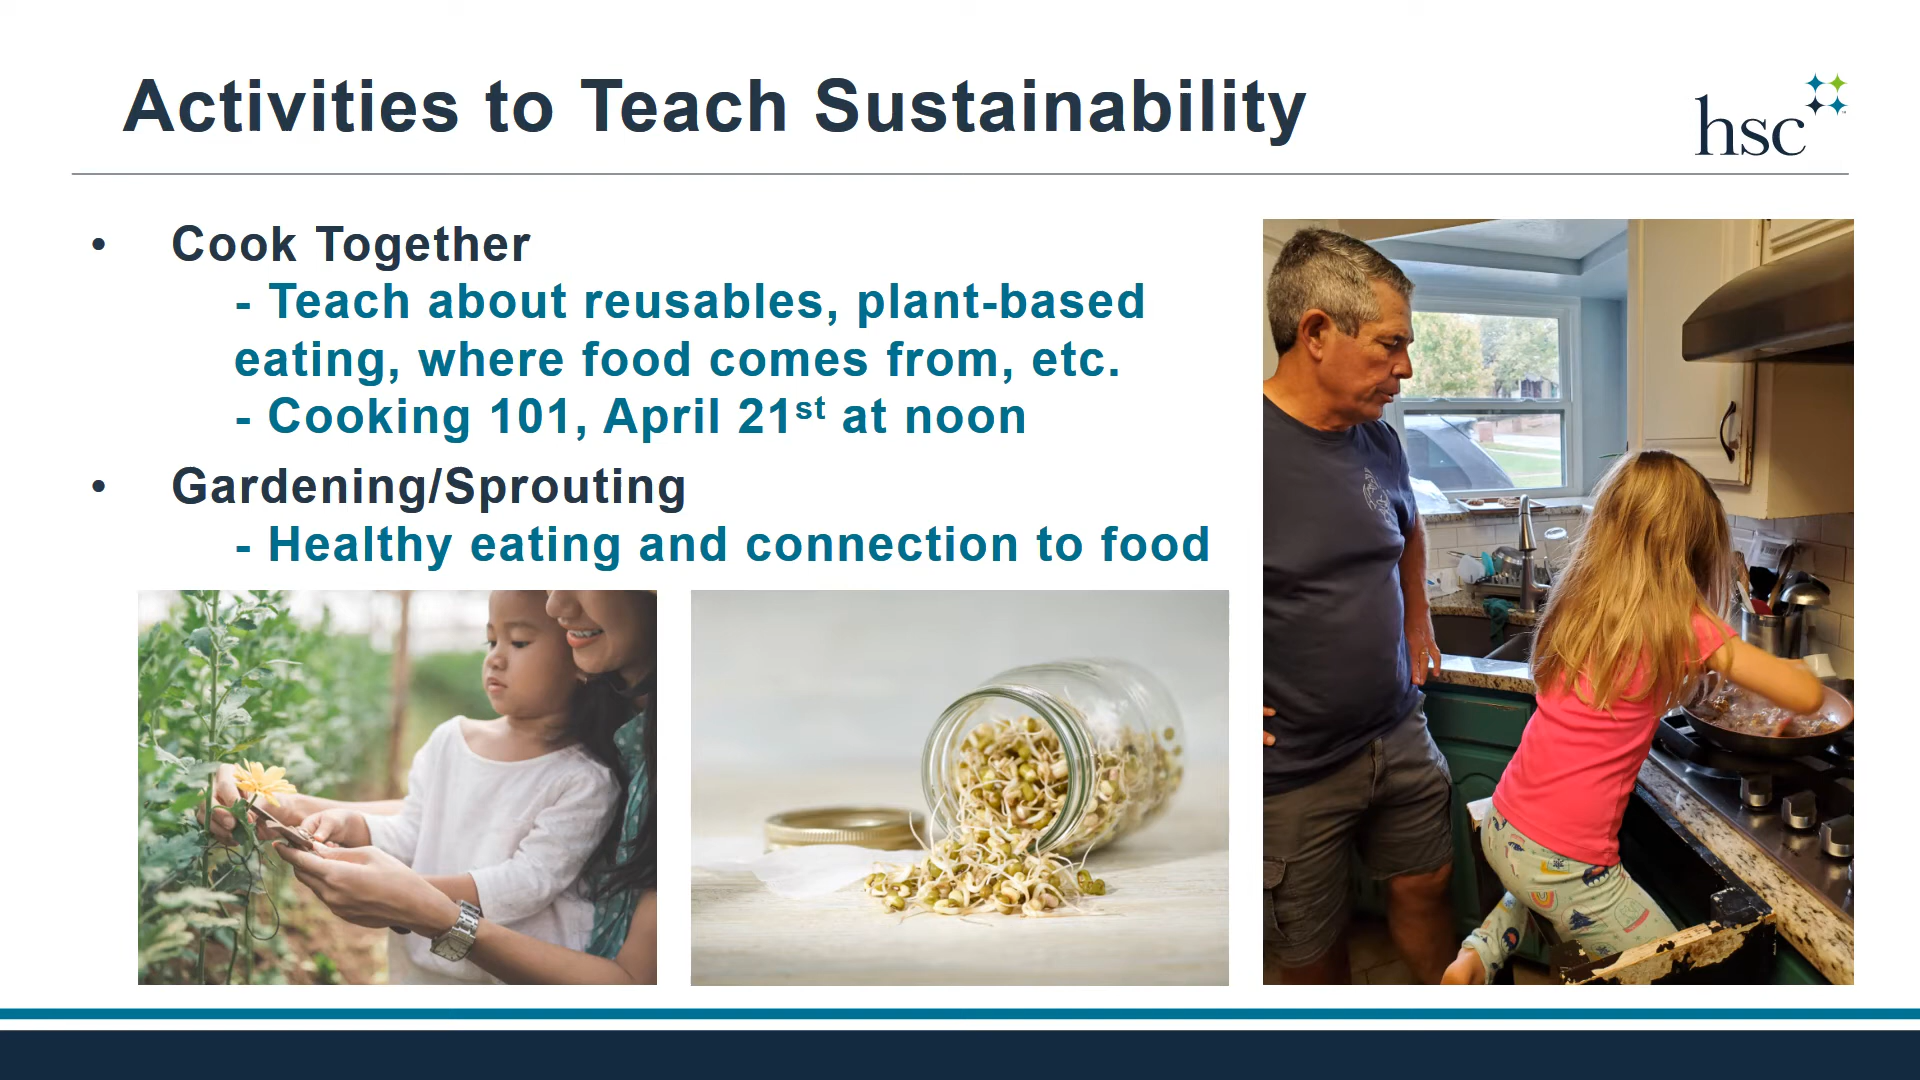 Activities to Teach Sustainability
hsc
• Cook Together
- Teach about reusables, plant-based
eating, where food comes from, etc.
- Cooking 101, April 21st at noon
• Gardening/Sprouting
- Healthy eating and connection to food